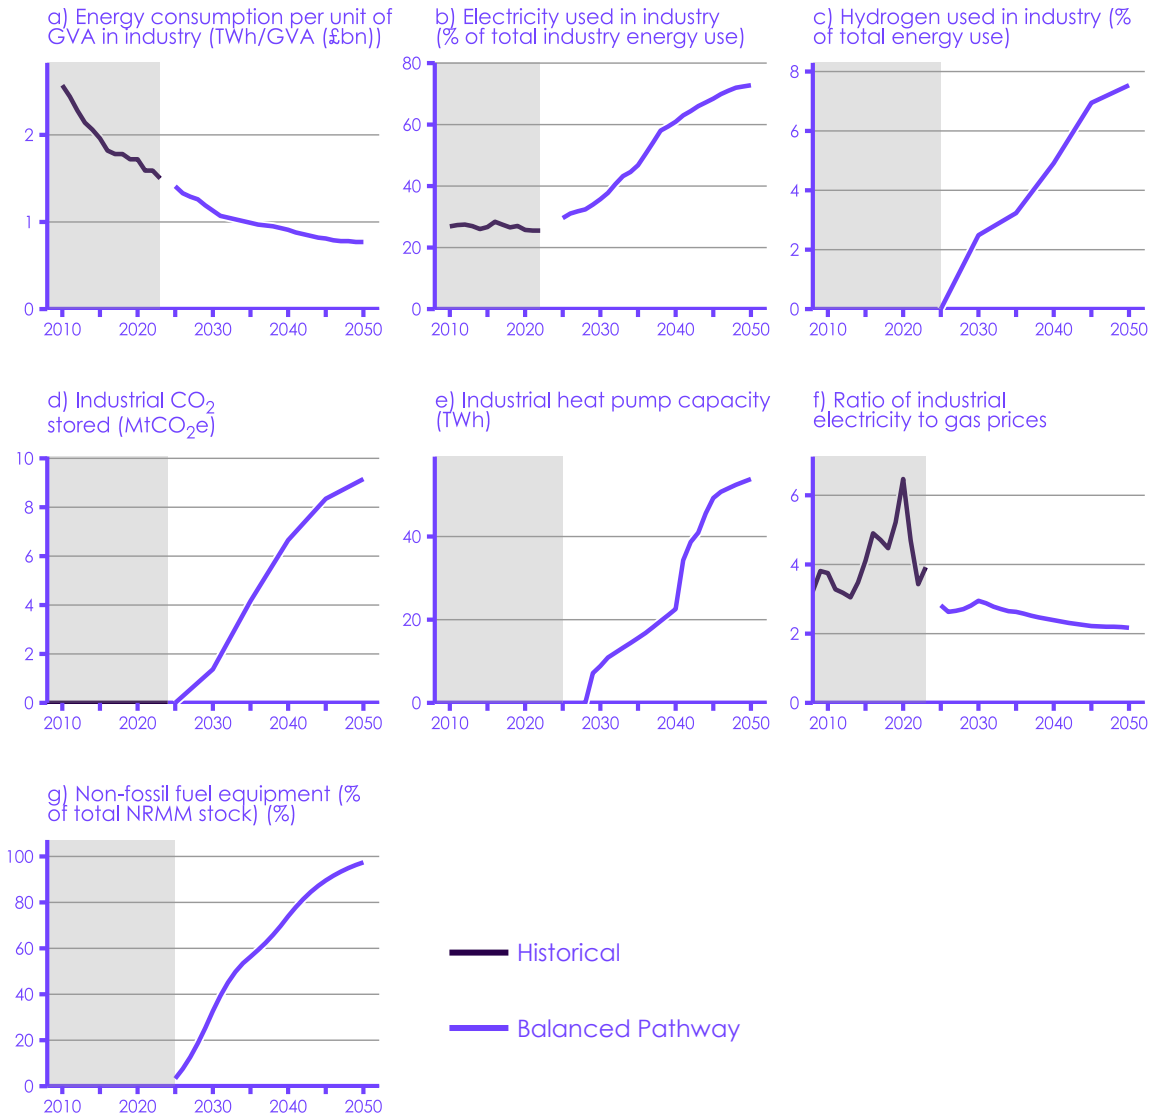 a) Energy consumption per unit of
GVA in industry (TWh/GVA (£bn))
2
1
0
2010 2020 2030 2040 2050
b) Electricity used in industry
(% of total industry energy use)
80
60
40
20
0
2010 2020 2030 2040 2050
c) Hydrogen used in industry (%
of total energy use)
8
6
4
2
0
2010 2020 2030 2040 2050
d) Industrial CO2
stored (MtCO2e)
10
8
6
4
2
0
2010 2020 2030 2040 2050
e) Industrial heat pump capacity
(TWh)
40
20
0
2010 2020 2030 2040 2050
f) Ratio of industrial
electricity to gas prices
6
4
2
0
2010 2020 2030 2040 2050
g) Non-fossil fuel equipment (%
of total NRMM stock) (%)
100
80
60
40
20
0
2010 2020 2030 2040 2050
Historical
Balanced Pathway